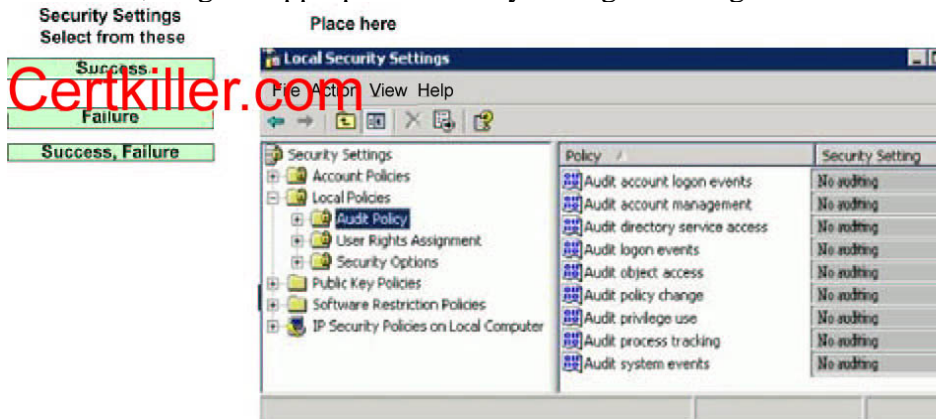 Security Settings
Select from these
Place here
Success
Certkiller.com
Failure
Success, Failure
Local Security Settings
File Action View Help
Security Settings
Account Policies
Local Policies
Audit Policy
User Rights Assignment
Security Options
Public Key Policies
Software Restriction Policies
IP Security Policies on Local Computer
Policy
Security Setting
Audit account logon events
No auditing
Audit account management
No auditing
Audit directory service access
No auditing
Audit logon events
No auditing
Audit object access
No auditing
Audit policy change
No auditing
Audit privilege use
No auditing
Audit process tracking
No auditing
Audit system events
No auditing